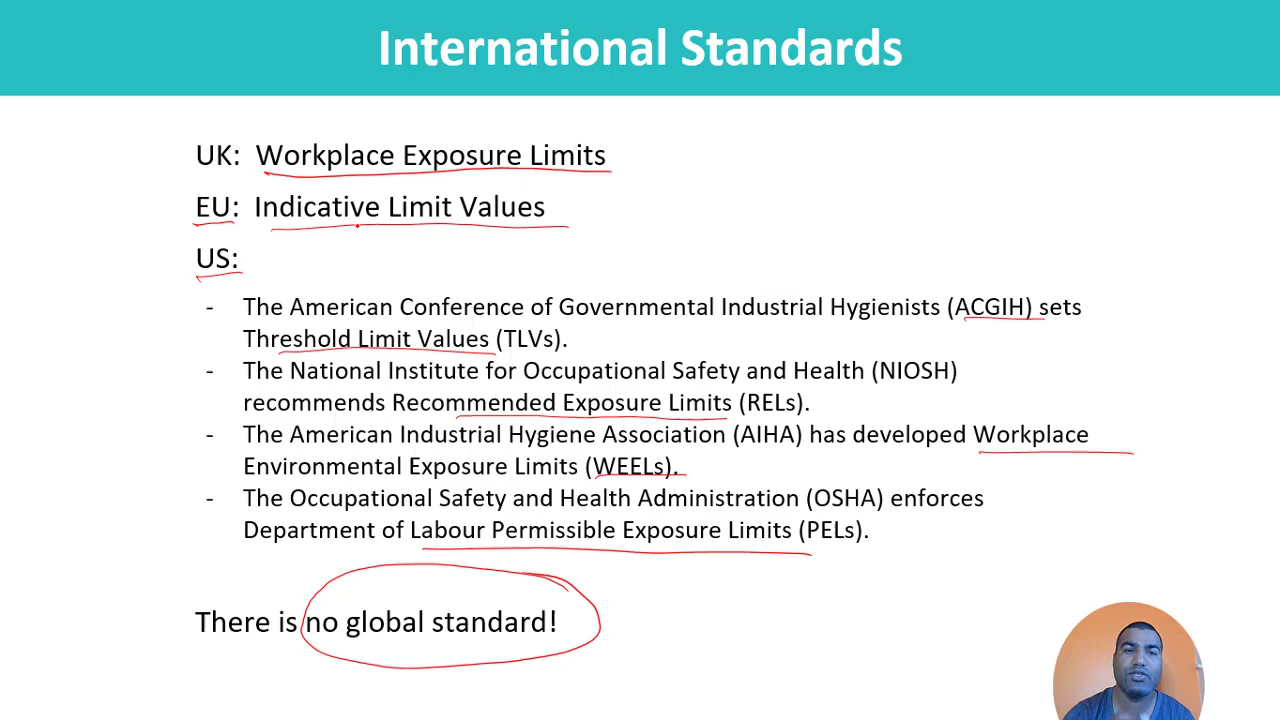 International Standards
UK: Workplace Exposure Limits
EU: Indicative Limit Values
US:
- The American Conference of Governmental Industrial Hygienists (ACGIH) sets
Threshold Limit Values (TLVs).
- The National Institute for Occupational Safety and Health (NIOSH)
recommends Recommended Exposure Limits (RELs).
- The American Industrial Hygiene Association (AIHA) has developed Workplace
Environmental Exposure Limits (WEELs).
- The Occupational Safety and Health Administration (OSHA) enforces
Department of Labour Permissible Exposure Limits (PELs).
There is no global standard!